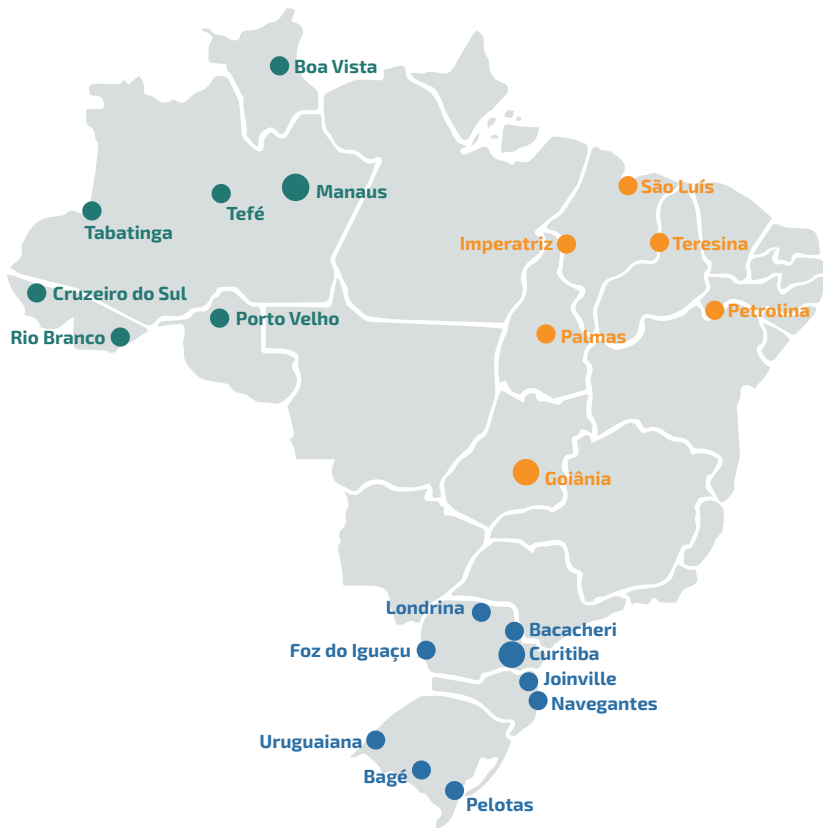 Boa Vista
São Luís
Manaus
Tefé
Tabatinga
Imperatriz
Teresina
Cruzeiro do Sul
Petrolina
Porto Velho
Rio Branco
Palmas
Goiânia
Londrina
Bacacheri
Foz do Iguaçu
Curitiba
Joinville
Navegantes
Uruguaiana
Bagé
Pelotas